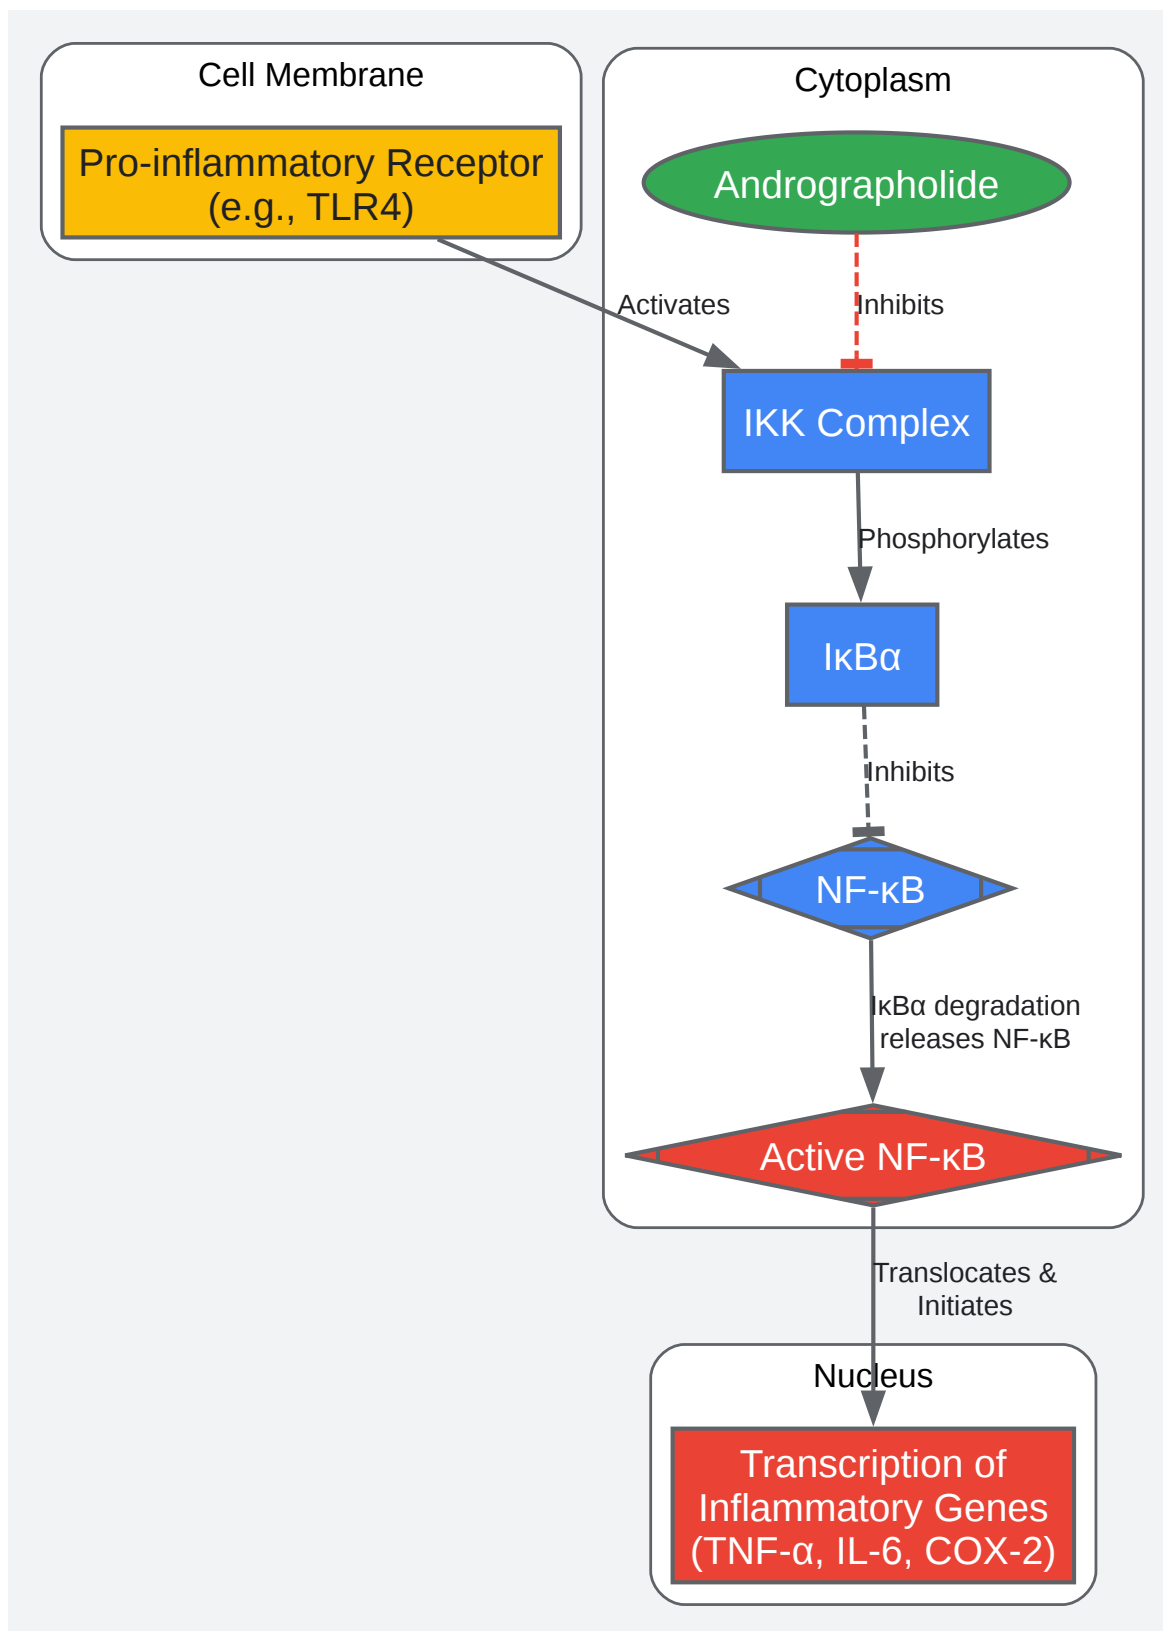 Cell Membrane
Pro-inflammatory Receptor
(e.g., TLR4)
Cytoplasm
Andrographolide
Activates
Inhibits
IKK Complex
Phosphorylates
IκBα
Inhibits
NF-κB
IκBα degradation
releases NF-κB
Active NF-κB
Translocates &
Initiates
Nucleus
Transcription of
Inflammatory Genes
(TNF-α, IL-6, COX-2)